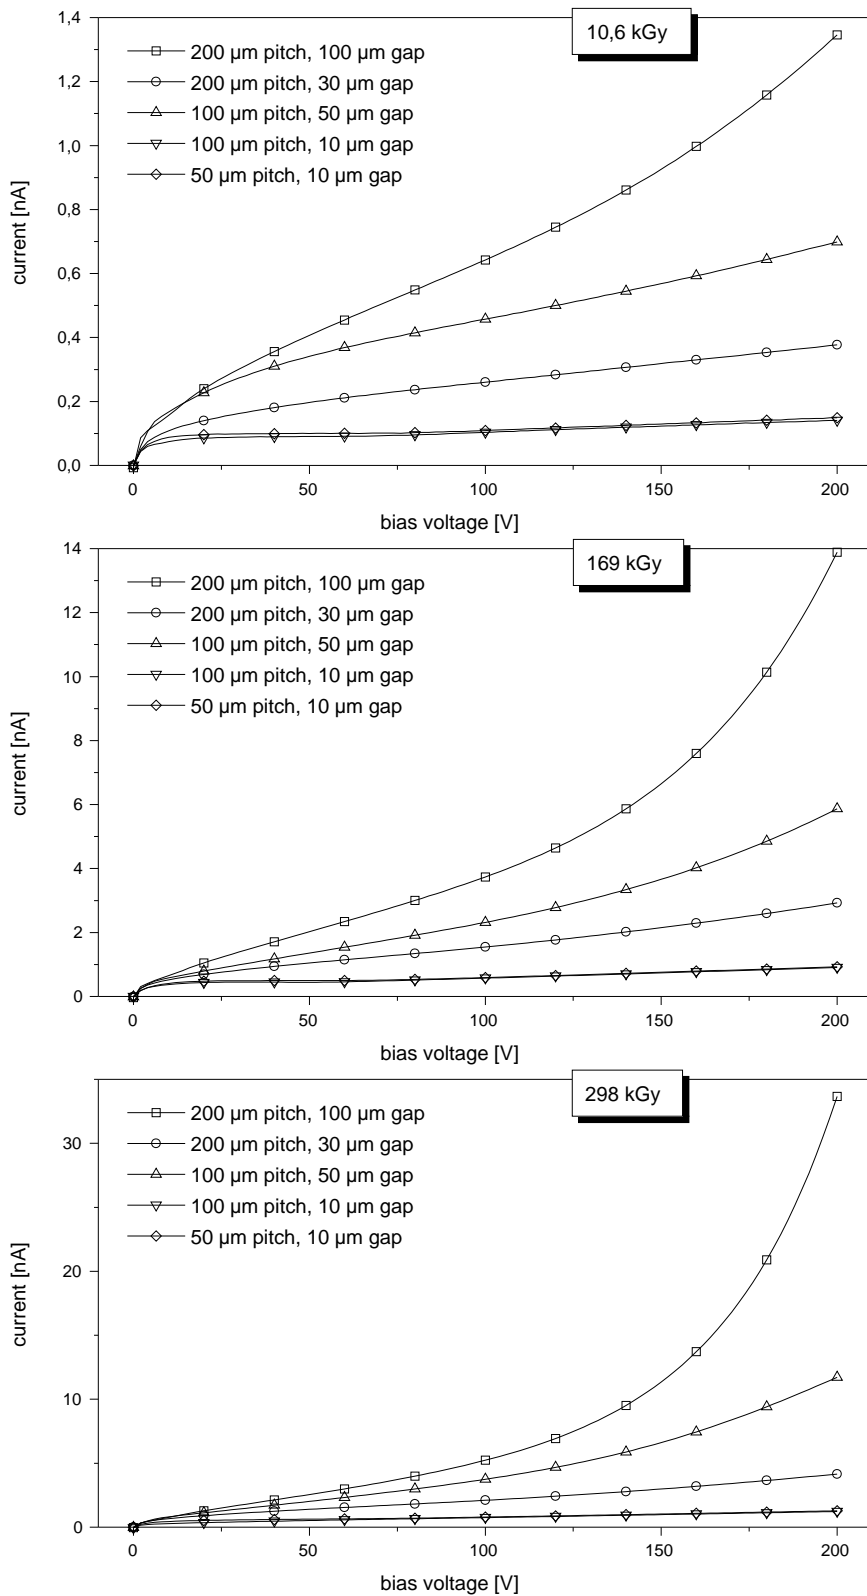 10,6 kGy
1,4
1,2
1,0
0,8
0,6
0,4
0,2
0,0
current [nA]
200 µm pitch, 100 µm gap
200 µm pitch, 30 µm gap
100 µm pitch, 50 µm gap
100 µm pitch, 10 µm gap
50 µm pitch, 10 µm gap
0 50 100 150 200
bias voltage [V]
169 kGy
14
12
10
8
6
4
2
0
current [nA]
200 µm pitch, 100 µm gap
200 µm pitch, 30 µm gap
100 µm pitch, 50 µm gap
100 µm pitch, 10 µm gap
50 µm pitch, 10 µm gap
0 50 100 150 200
bias voltage [V]
298 kGy
30
20
10
0
current [nA]
200 µm pitch, 100 µm gap
200 µm pitch, 30 µm gap
100 µm pitch, 50 µm gap
100 µm pitch, 10 µm gap
50 µm pitch, 10 µm gap
0 50 100 150 200
bias voltage [V]